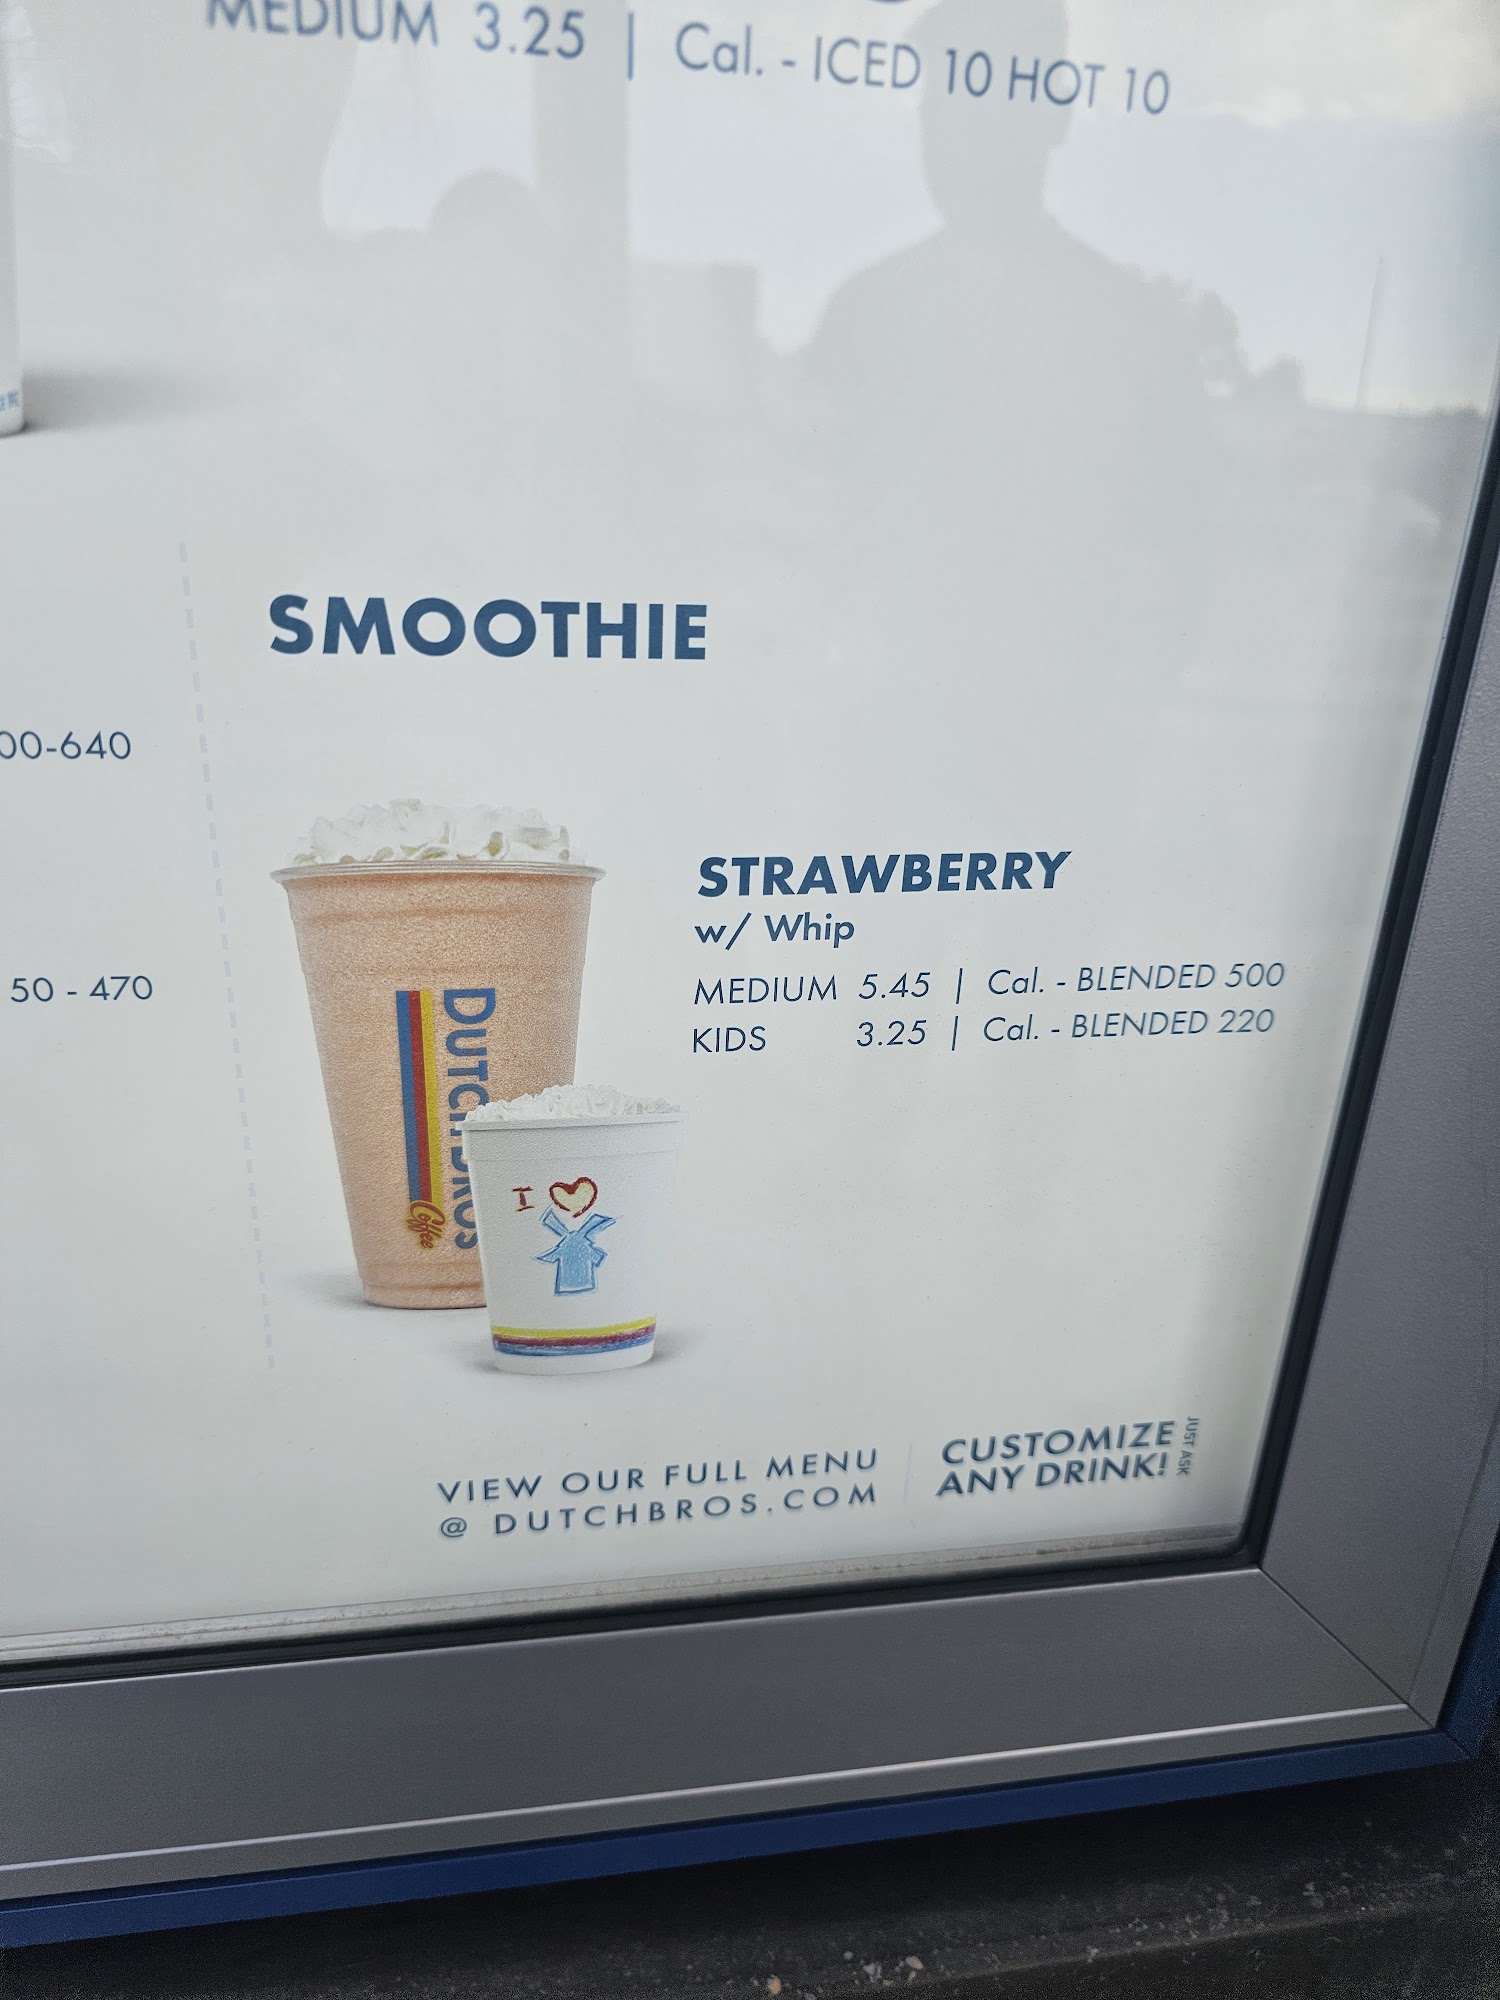 MEDIUM 3.25 | Cal. - ICED 10 HOT 10
SMOOTHIE
00-640
50 - 470
STRAWBERRY
w/ Whip
MEDIUM 5.45 | Cal. - BLENDED 500
KIDS 3.25 | Cal. - BLENDED 220
DUTCH BROS
Coffee
I
VIEW OUR FULL MENU
@ DUTCHBROS.COM
CUSTOMIZE
ANY DRINK!
JUST ASK